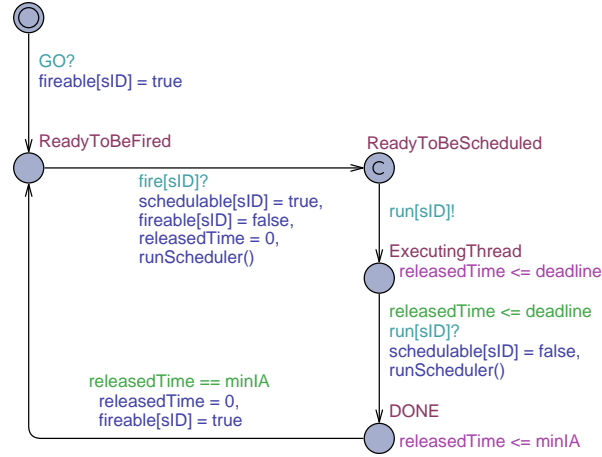 GO?
fireable[sID] = true
ReadyToBeFired
ReadyToBeScheduled
C
fire[sID]?
schedulable[sID] = true,
fireable[sID] = false,
releasedTime = 0,
runScheduler()
run[sID]!
ExecutingThread
releasedTime <= deadline
releasedTime <= deadline
run[sID]?
schedulable[sID] = false,
runScheduler()
releasedTime == minIA
releasedTime = 0,
fireable[sID] = true
DONE
releasedTime <= minIA